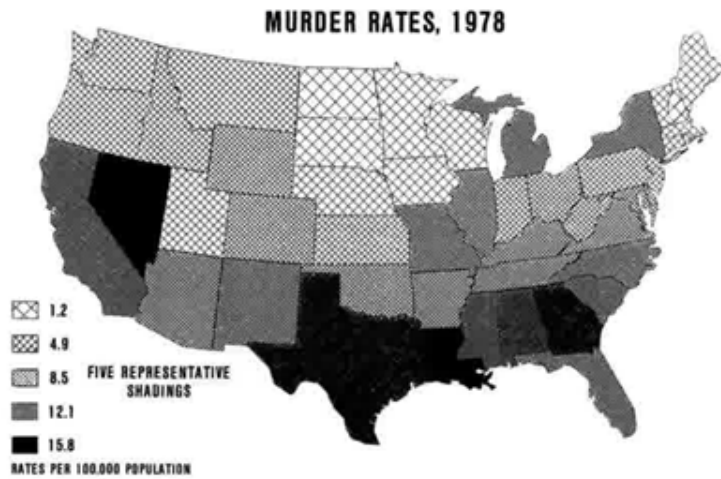 MURDER RATES, 1978
1.2
4.9
8.5
FIVE REPRESENTATIVE
SHADINGS
12.1
15.8
RATES PER 100,000 POPULATION